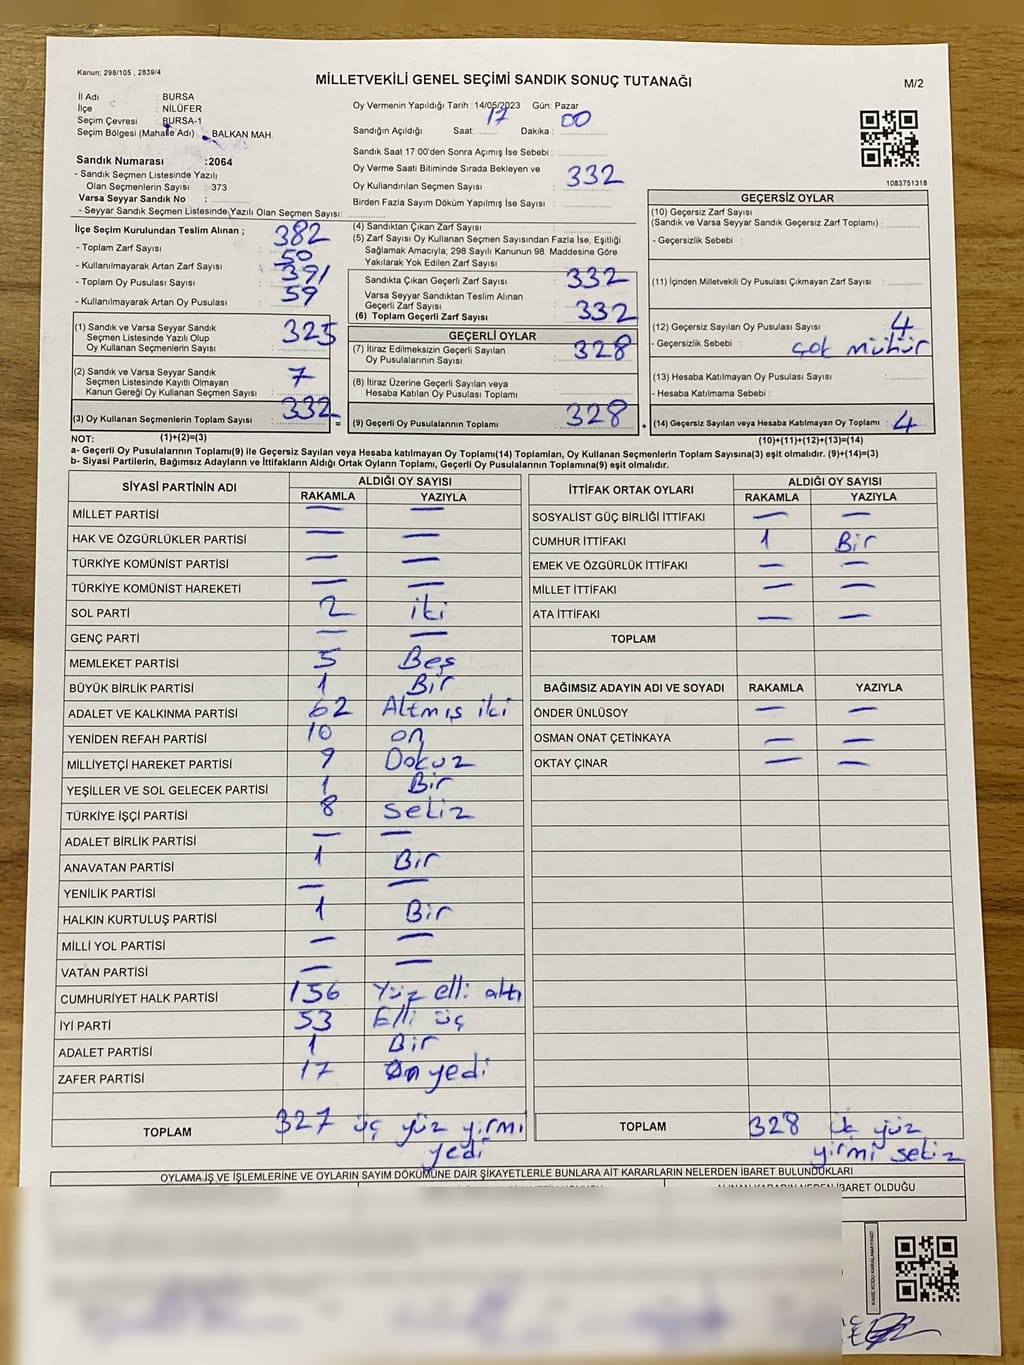 Kanun; 298/105 , 2839/4
MİLLETVEKİLİ GENEL SEÇİMİ SANDIK SONUÇ TUTANAĞI
M/2
İl Adı : BURSA
İlçe : NİLÜFER
Seçim Çevresi : BURSA-1
Seçim Bölgesi (Mahalle Adı) : BALKAN MAH.
Sandık Numarası :2064
- Sandık Seçmen Listesinde Yazılı
Olan Seçmenlerin Sayısı : 373
Varsa Seyyar Sandık No :
- Seyyar Sandık Seçmen Listesinde Yazılı Olan Seçmen Sayısı:
Oy Vermenin Yapıldığı Tarih :14/05/2023 Gün: Pazar
Sandığın Açıldığı Saat: 17 Dakika : 00
Sandık Saat 17:00'den Sonra Açımış İse Sebebi :
Oy Verme Saati Bitiminde Sırada Bekleyen ve
Oy Kullandırılan Seçmen Sayısı : 332
Birden Fazla Sayım Döküm Yapılmış İse Sayısı :
1083751318
İlçe Seçim Kurulundan Teslim Alınan ;
- Toplam Zarf Sayısı : 382
- Kullanılmayarak Artan Zarf Sayısı : 50
- Toplam Oy Pusulası Sayısı : 391
- Kullanılmayarak Artan Oy Pusulası : 59
(1) Sandık ve Varsa Seyyar Sandık
Seçmen Listesinde Yazılı Olup
Oy Kullanan Seçmenlerin Sayısı : 325
(2) Sandık ve Varsa Seyyar Sandık
Seçmen Listesinde Kayıtlı Olmayan
Kanun Gereği Oy Kullanan Seçmen Sayısı : 7
(3) Oy Kullanan Seçmenlerin Toplam Sayısı : 332
(4) Sandıktan Çıkan Zarf Sayısı :
(5) Zarf Sayısı Oy Kullanan Seçmen Sayısından Fazla İse, Eşitliği
Sağlamak Amacıyla; 298 Sayılı Kanunun 98. Maddesine Göre
Yakılarak Yok Edilen Zarf Sayısı :
Sandıkta Çıkan Geçerli Zarf Sayısı : 332
Varsa Seyyar Sandıktan Teslim Alınan
Geçerli Zarf Sayısı :
(6) Toplam Geçerli Zarf Sayısı : 332
=
GEÇERLİ OYLAR
(7) İtiraz Edilmeksizin Geçerli Sayılan
Oy Pusulalarının Sayısı : 328
(8) İtiraz Üzerine Geçerli Sayılan veya
Hesaba Katılan Oy Pusulası Toplamı :
(9) Geçerli Oy Pusulalarının Toplamı : 328
+
GEÇERSİZ OYLAR
(10) Geçersiz Zarf Sayısı
(Sandık ve Varsa Seyyar Sandık Geçersiz Zarf Toplamı) :
- Geçersizlik Sebebi :
(11) İçinden Milletvekili Oy Pusulası Çıkmayan Zarf Sayısı :
(12) Geçersiz Sayılan Oy Pusulası Sayısı : 4
- Geçersizlik Sebebi : çok mühür
(13) Hesaba Katılmayan Oy Pusulası Sayısı :
- Hesaba Katılmama Sebebi :
(14) Geçersiz Sayılan veya Hesaba Katılmayan Oy Toplamı : 4
NOT: (1)+(2)=(3)
(10)+(11)+(12)+(13)=(14)
a- Geçerli Oy Pusulalarının Toplamı(9) ile Geçersiz Sayılan veya Hesaba katılmayan Oy Toplamı(14) Toplamları, Oy Kullanan Seçmenlerin Toplam Sayısına(3) eşit olmalıdır. (9)+(14)=(3)
b- Siyasi Partilerin, Bağımsız Adayların ve İttifakların Aldığı Ortak Oyların Toplamı, Geçerli Oy Pusulalarının Toplamına(9) eşit olmalıdır.
SİYASİ PARTİNİN ADI ALDIĞI OY SAYISI
RAKAMLA YAZIYLA
MİLLET PARTİSİ — —
HAK VE ÖZGÜRLÜKLER PARTİSİ — —
TÜRKİYE KOMÜNİST PARTİSİ — —
TÜRKİYE KOMÜNİST HAREKETİ — —
SOL PARTİ 2 iki
GENÇ PARTİ — —
MEMLEKET PARTİSİ 5 Beş
BÜYÜK BİRLİK PARTİSİ 1 Bir
ADALET VE KALKINMA PARTİSİ 62 Altmış iki
YENİDEN REFAH PARTİSİ 10 on
MİLLİYETÇİ HAREKET PARTİSİ 9 Dokuz
YEŞİLLER VE SOL GELECEK PARTİSİ 1 Bir
TÜRKİYE İŞÇİ PARTİSİ 8 sekiz
ADALET BİRLİK PARTİSİ — —
ANAVATAN PARTİSİ 1 Bir
YENİLİK PARTİSİ — —
HALKIN KURTULUŞ PARTİSİ 1 Bir
MİLLİ YOL PARTİSİ — —
VATAN PARTİSİ — —
CUMHURİYET HALK PARTİSİ 156 Yüz elli altı
İYİ PARTİ 53 Elli üç
ADALET PARTİSİ 1 Bir
ZAFER PARTİSİ 17 Onyedi
TOPLAM 327 üç yüz yirmi
yedi
İTTİFAK ORTAK OYLARI ALDIĞI OY SAYISI
RAKAMLA YAZIYLA
SOSYALİST GÜÇ BİRLİĞİ İTTİFAKI — —
CUMHUR İTTİFAKI 1 Bir
EMEK VE ÖZGÜRLÜK İTTİFAKI — —
MİLLET İTTİFAKI — —
ATA İTTİFAKI — —
TOPLAM
BAĞIMSIZ ADAYIN ADI VE SOYADI RAKAMLA YAZIYLA
ÖNDER ÜNLÜSOY — —
OSMAN ONAT ÇETİNKAYA — —
OKTAY ÇINAR — —
TOPLAM 328 yüz
yirmi sekiz
OYLAMA İŞ VE İŞLEMLERİNE VE OYLARIN SAYIM DÖKÜMÜNE DAİR ŞİKAYETLERLE BUNLARA AİT KARARLARIN NELERDEN İBARET BULUNDUKLARI
ALINAN KARARIN NEDEN İBARET OLDUĞU
KARE KODU KARALAMAYINIZ!